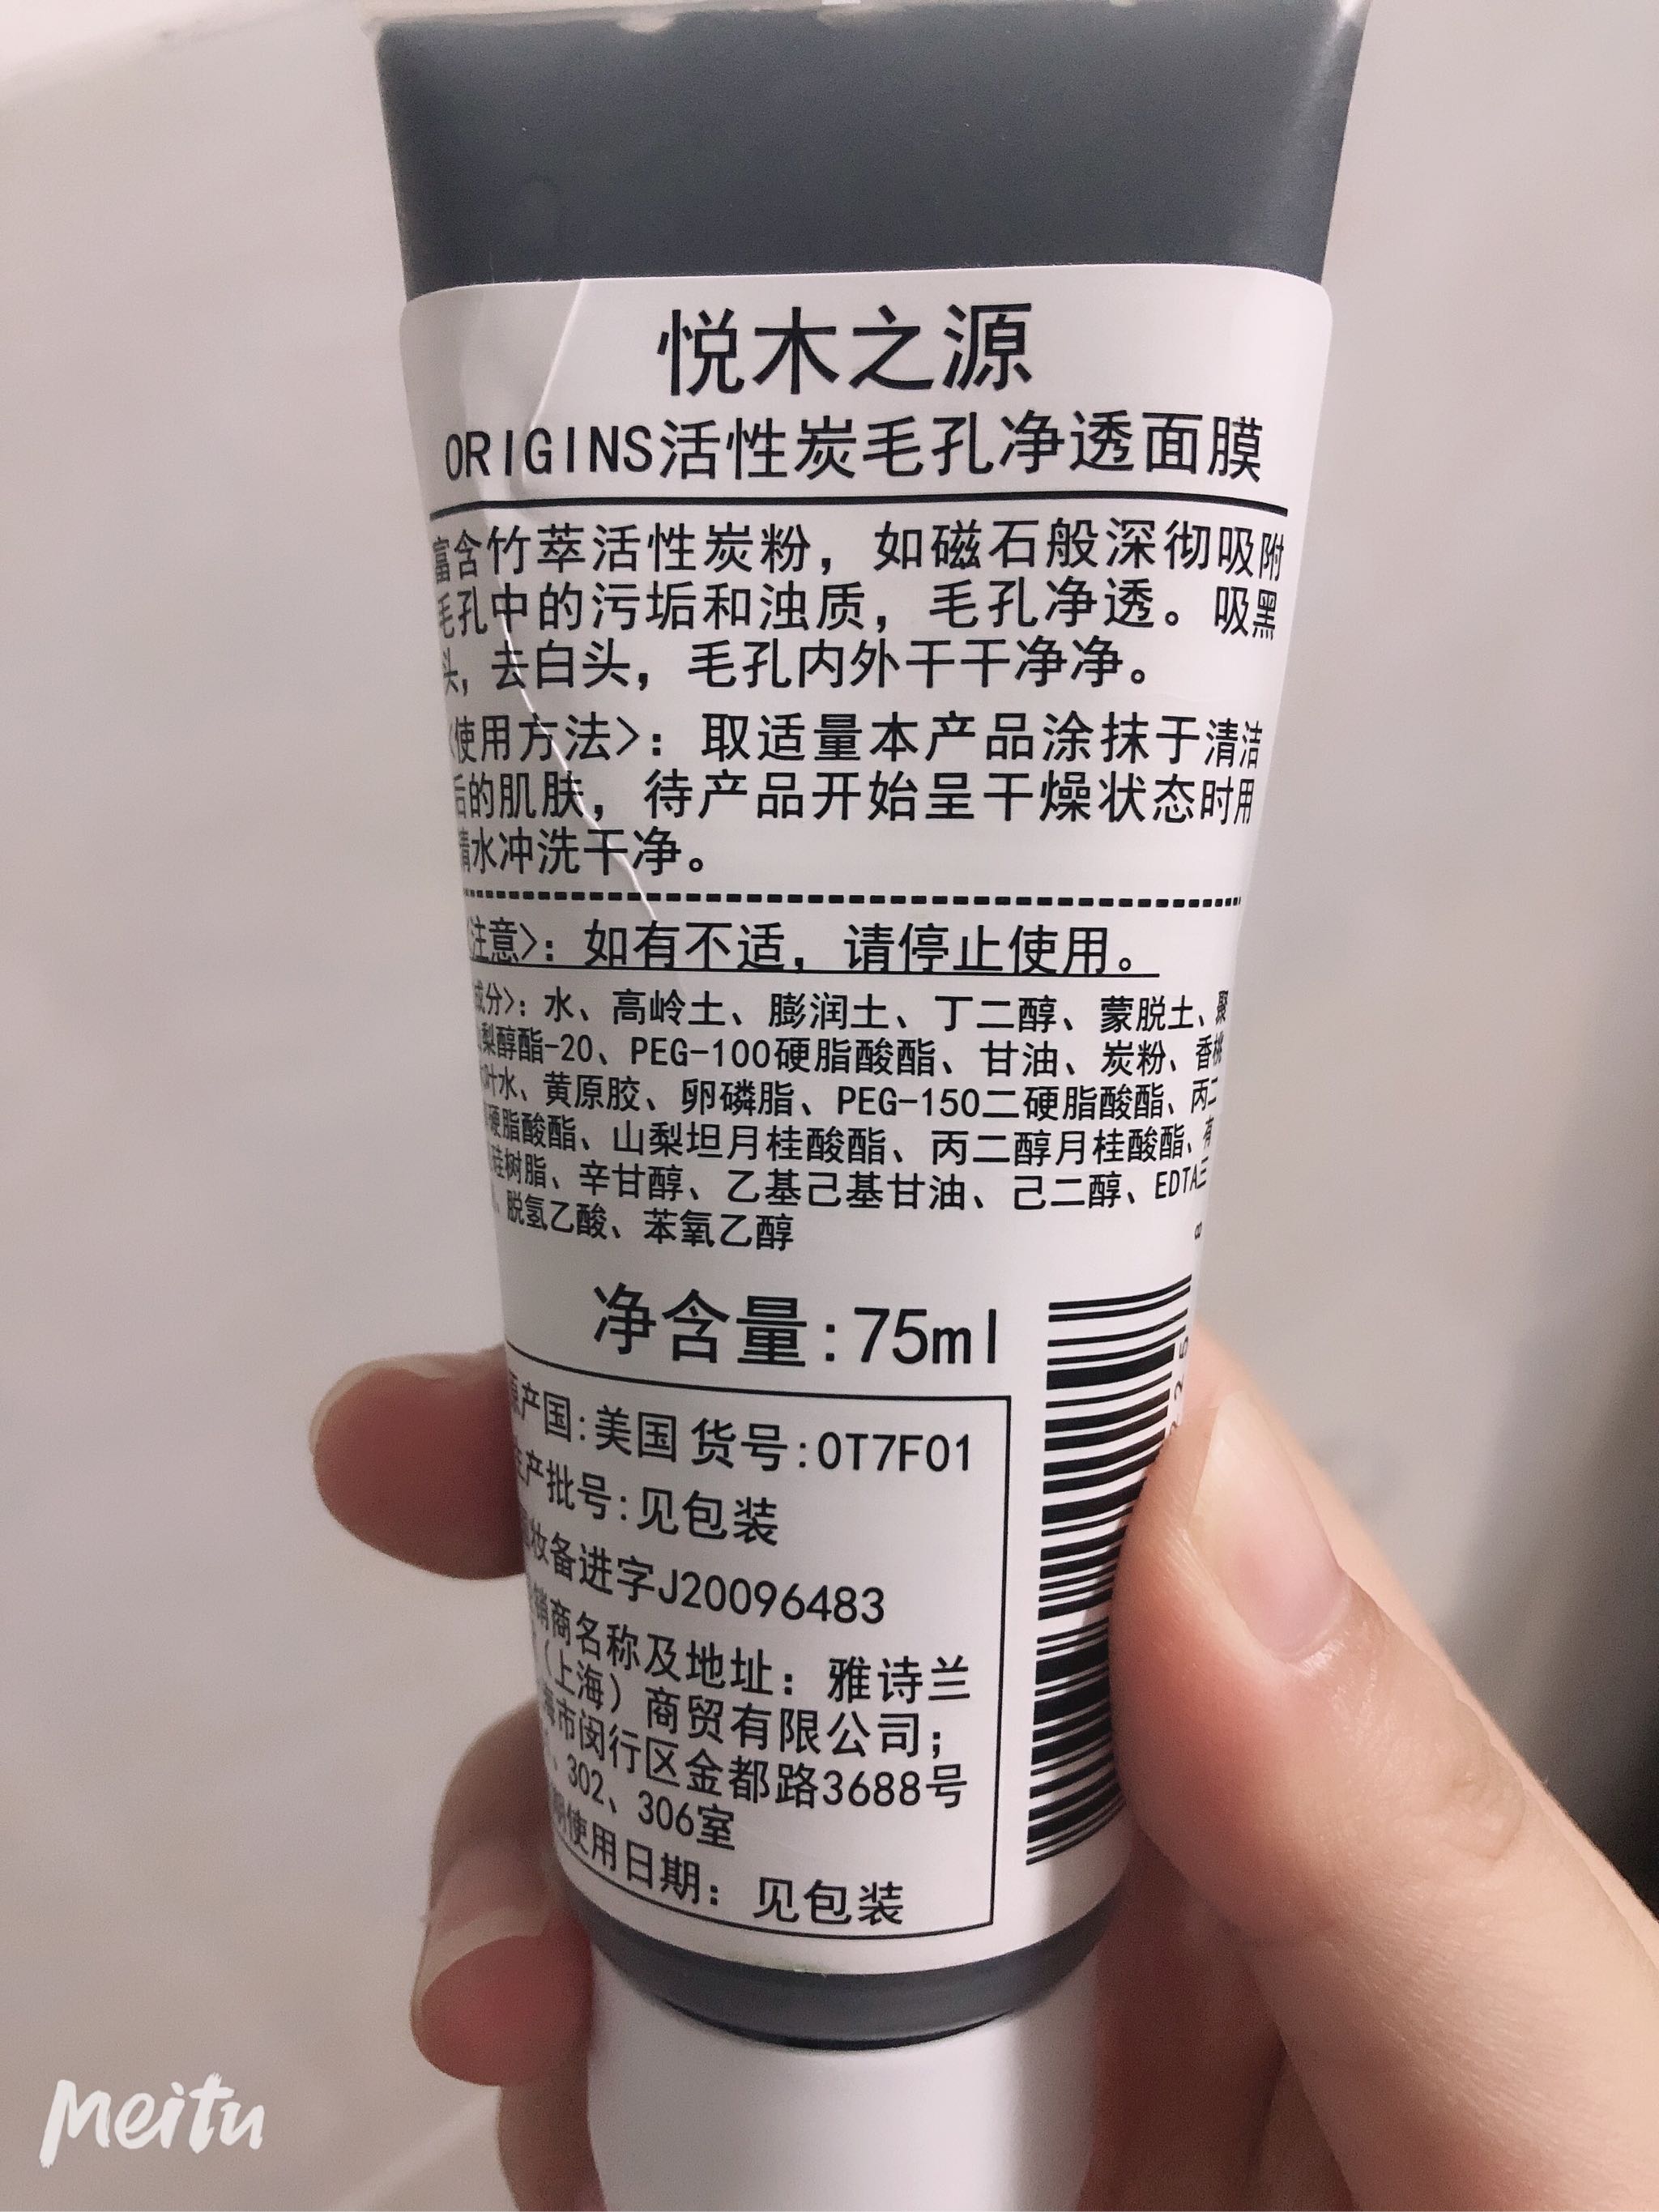 悦木之源
ORIGINS活性炭毛孔净透面膜
富含竹萃活性炭粉，如磁石般深彻吸附
毛孔中的污垢和浊质，毛孔净透。吸黑
头，去白头，毛孔内外干干净净。
<使用方法>：取适量本产品涂抹于清洁
后的肌肤，待产品开始呈干燥状态时用
清水冲洗干净。
<注意>：如有不适，请停止使用。
成分>：水、高岭土、膨润土、丁二醇、蒙脱土、聚
山梨醇酯-20、PEG-100硬脂酸酯、甘油、炭粉、香桃
叶水、黄原胶、卵磷脂、PEG-150二硬脂酸酯、丙二
硬脂酸酯、山梨坦月桂酸酯、丙二醇月桂酸酯、有
硅树脂、辛甘醇、乙基己基甘油、己二醇、EDTA三
、脱氢乙酸、苯氧乙醇
净含量:75ml
原产国:美国 货号:0T7F01
生产批号:见包装
妆备进字J20096483
销商名称及地址：雅诗兰
（上海）商贸有限公司；
海市闵行区金都路3688号
、302、306室
期使用日期：见包装
Meitu